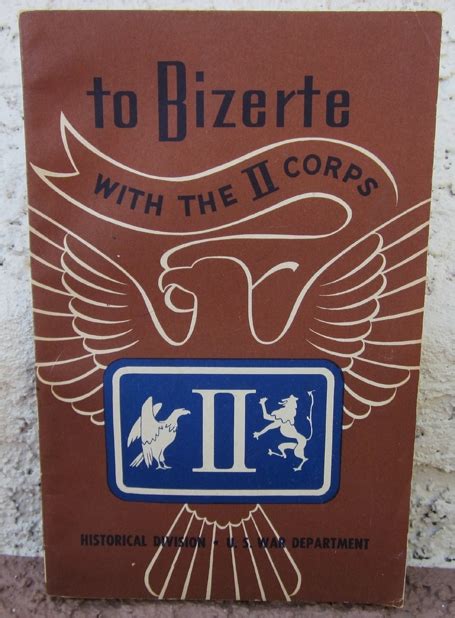 to Bizerte
WITH THE II CORPS
II
HISTORICAL DIVISION • U. S. WAR DEPARTMENT